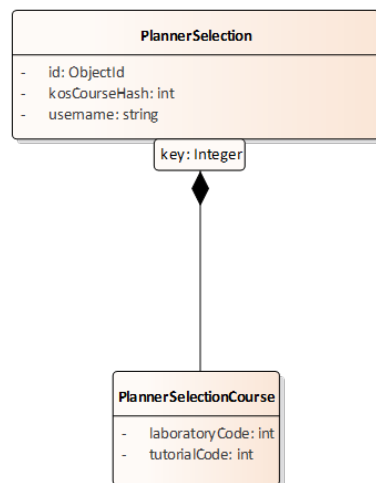 PlannerSelection
- id: ObjectId
- kosCourseHash: int
- username: string
key: Integer
PlannerSelectionCourse
- laboratoryCode: int
- tutorialCode: int